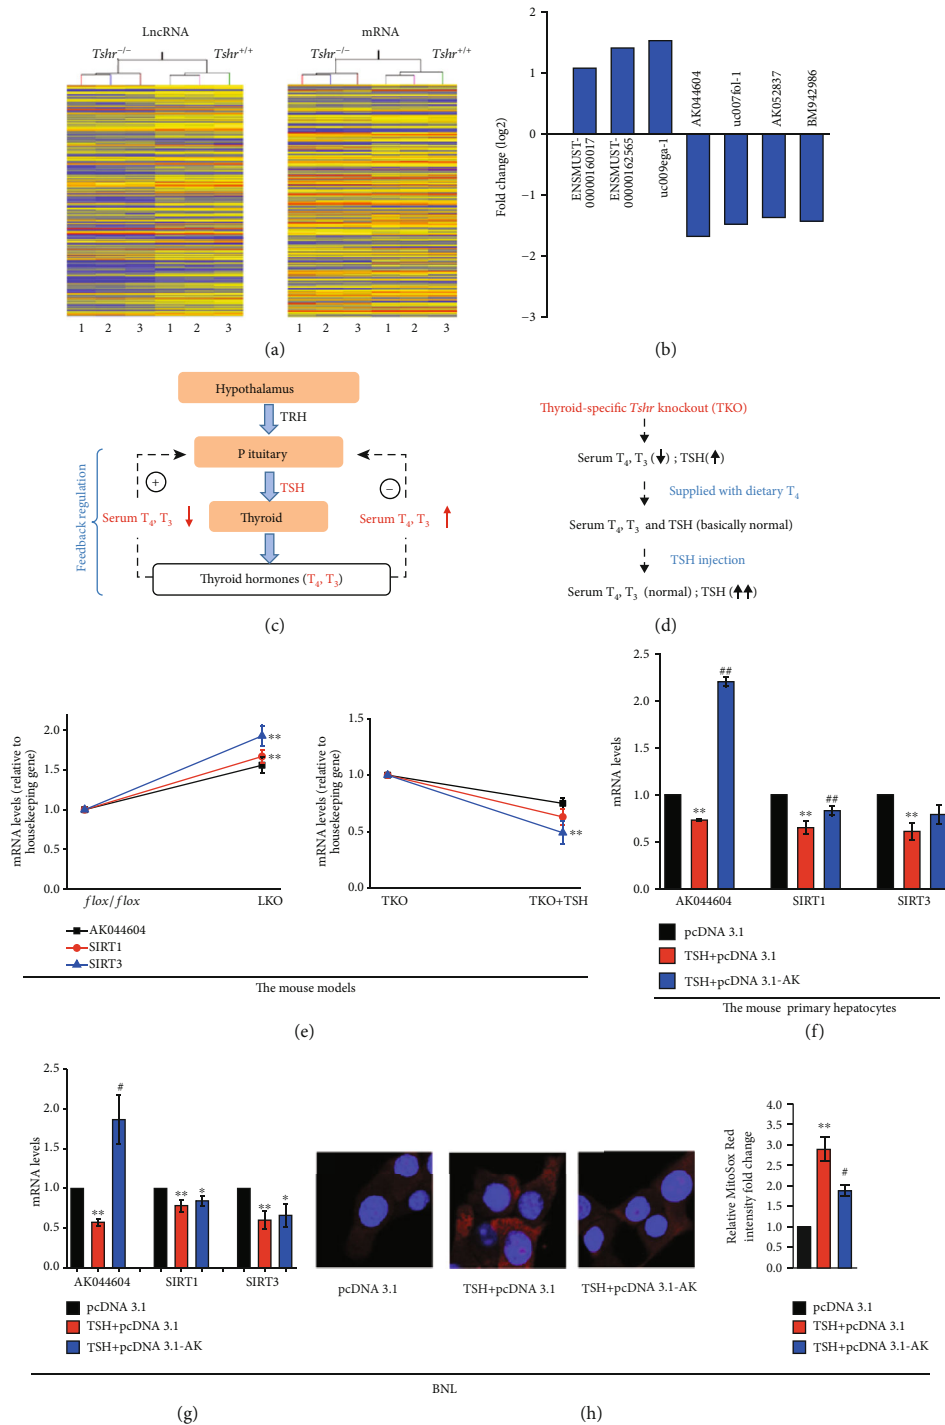 LncRNA
mRNA
Tshr−/−
Tshr+/+
Tshr−/−
Tshr+/+
1 2 3 1 2 3
1 2 3 1 2 3
(a)
Fold change (log2)
2
1
0
−1
−2
−3
ENSMUST-
00000160017
ENSMUST-
00000162565
uc009ega-1
AK044604
uc007fol-1
AK052837
BM942986
(b)
Feedback regulation
Hypothalamus
TRH
P ituitary
+
−
TSH
Serum T4, T3
Thyroid
Serum T4, T3
Thyroid hormones (T4, T3)
(c)
Thyroid-specific Tshr knockout (TKO)
Serum T4, T3 (⬇) ; TSH(⬆)
Supplied with dietary T4
Serum T4, T3 and TSH (basically normal)
TSH injection
Serum T4, T3 (normal) ; TSH (⬆⬆)
(d)
mRNA levels (relative to
housekeeping gene)
2.0
1.5
1.0
0.5
0.0
**
**
flox/flox
LKO
mRNA levels (relative to
housekeeping gene)
1.5
1.0
0.5
0.0
**
TKO
TKO+TSH
AK044604
SIRT1
SIRT3
The mouse models
(e)
mRNA levels
2.5
2.0
1.5
1.0
0.5
0.0
**
##
**
##
**
AK044604
SIRT1
SIRT3
pcDNA 3.1
TSH+pcDNA 3.1
TSH+pcDNA 3.1-AK
The mouse primary hepatocytes
(f)
mRNA levels
2.5
2.0
1.5
1.0
0.5
0.0
**
#
**
*
**
*
AK044604
SIRT1
SIRT3
pcDNA 3.1
TSH+pcDNA 3.1
TSH+pcDNA 3.1-AK
pcDNA 3.1
TSH+pcDNA 3.1
TSH+pcDNA 3.1-AK
Relative MitoSox Red
intensity fold change
4.0
3.5
3.0
2.0
2.0
1.0
0.5
0.0
**
#
pcDNA 3.1
TSH+pcDNA 3.1
TSH+pcDNA 3.1-AK
BNL
(g)
(h)